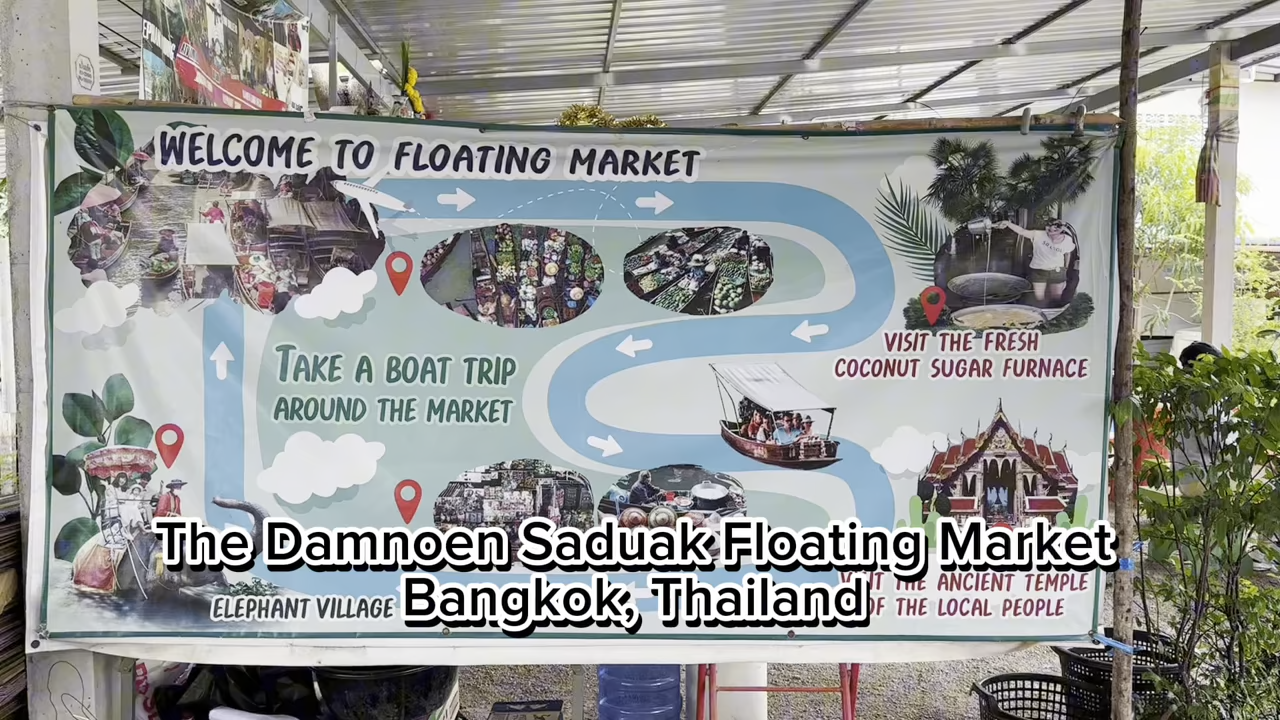 WELCOME TO FLOATING MARKET
VISIT THE FRESH
COCONUT SUGAR FURNACE
TAKE A BOAT TRIP
AROUND THE MARKET
The Damnoen Saduak Floating Market
Bangkok, Thailand
ELEPHANT VILLAGE
THE ANCIENT TEMPLE
OF THE LOCAL PEOPLE